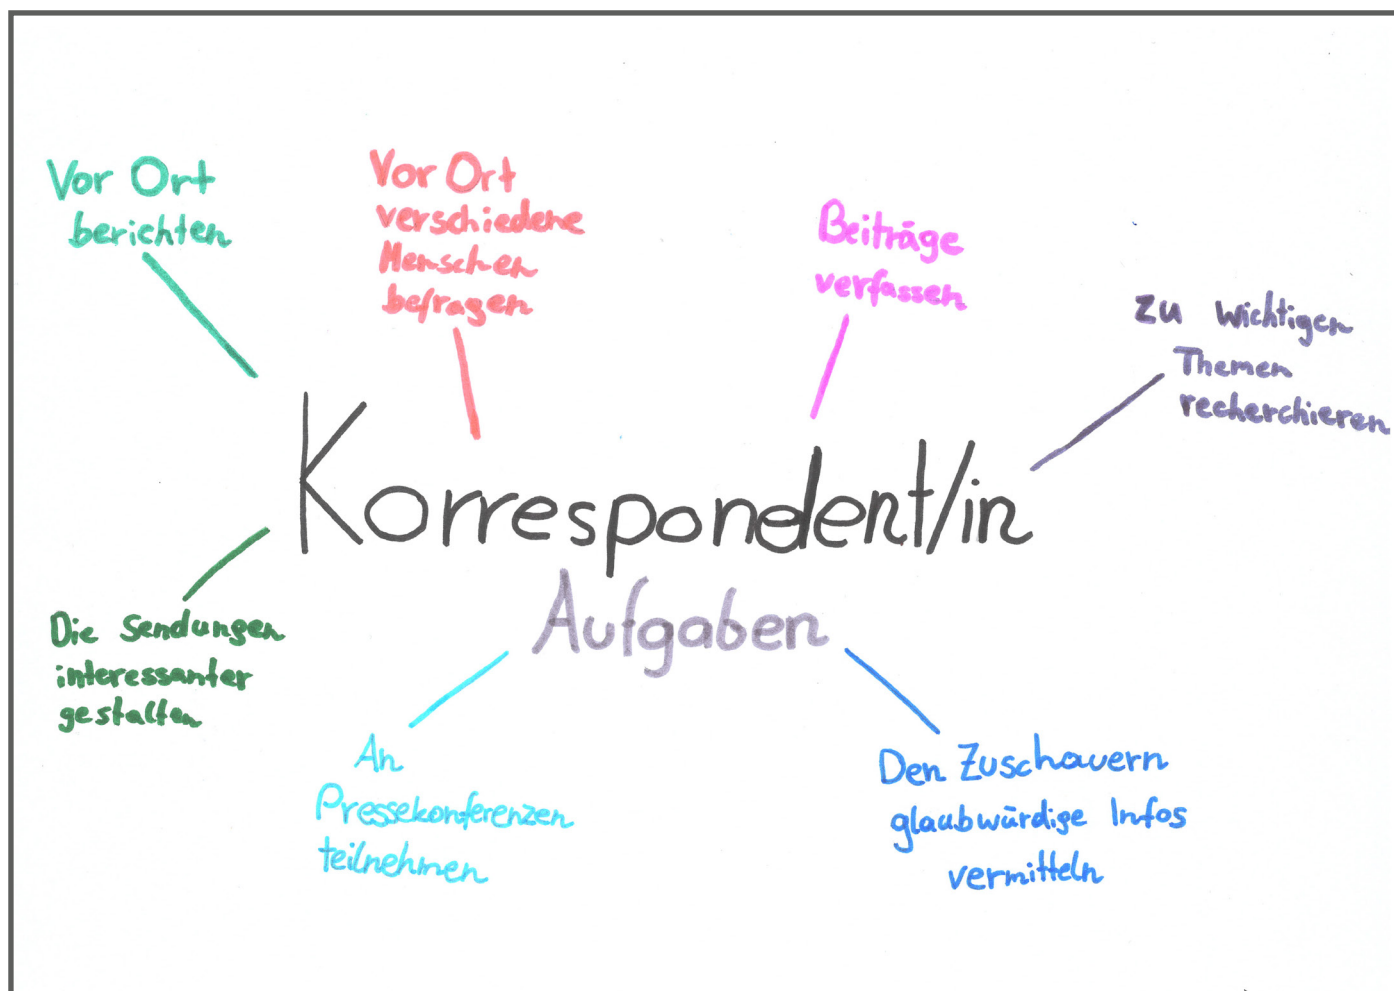 Vor Ort
berichten
Vor Ort
verschiedene
Menschen
befragen
Beiträge
verfassen
zu wichtigen
Themen
recherchieren
Korrespondent/in
Aufgaben
Die Sendungen
interessanter
gestalten
An
Pressekonferenzen
teilnehmen
Den Zuschauern
glaubwürdige Infos
vermitteln